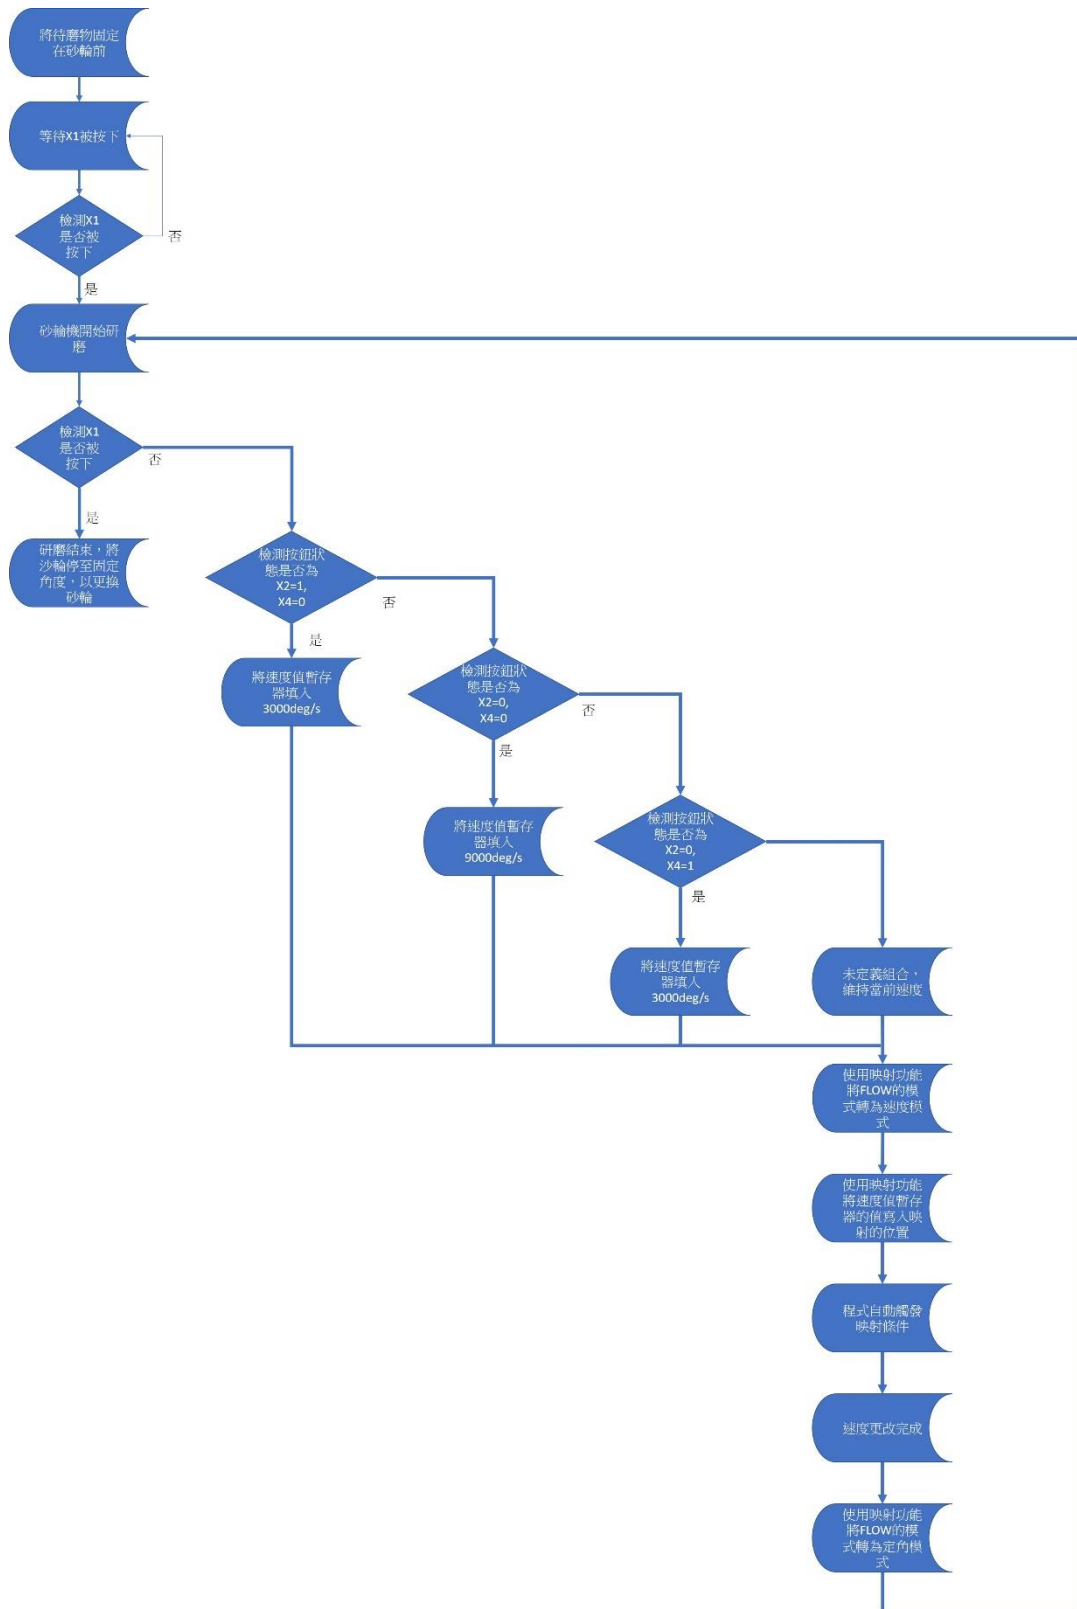 將待磨物固定
在砂輪前
等待X1被按下
檢測X1
是否被
按下
否
是
砂輪機開始研
磨
檢測X1
是否被
按下
否
是
研磨結束，將
沙輪停至固定
角度，以更換
砂輪
檢測按鈕狀
態是否為
X2=1,
X4=0
否
是
將速度值暫存
器填入
3000deg/s
檢測按鈕狀
態是否為
X2=0,
X4=0
否
是
將速度值暫存
器填入
9000deg/s
檢測按鈕狀
態是否為
X2=0,
X4=1
是
將速度值暫存
器填入
3000deg/s
未定義組合，
維持當前速度
使用映射功能
將FLOW的模
式轉為速度模
式
使用映射功能
將速度值暫存
器的值寫入映
射的位置
程式自動觸發
映射條件
速度更改完成
使用映射功能
將FLOW的模
式轉為定角模
式